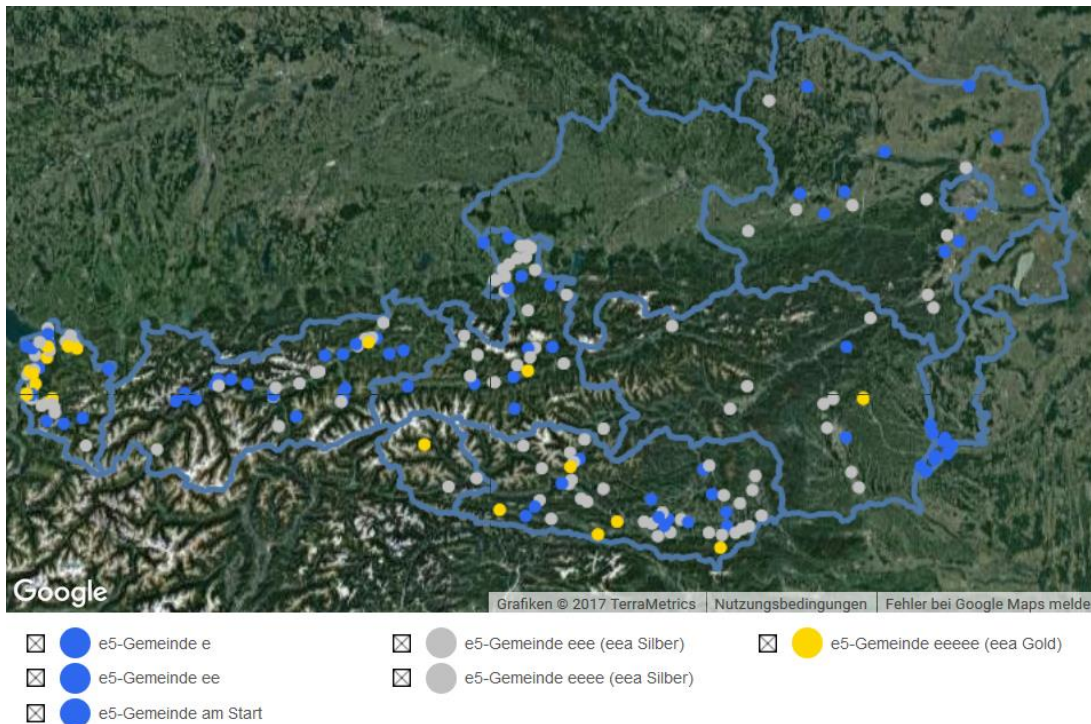 Google
Grafiken © 2017 TerraMetrics Nutzungsbedingungen Fehler bei Google Maps melde
e5-Gemeinde e
e5-Gemeinde eee (eea Silber)
e5-Gemeinde eeeee (eea Gold)
e5-Gemeinde ee
e5-Gemeinde eeee (eea Silber)
e5-Gemeinde am Start